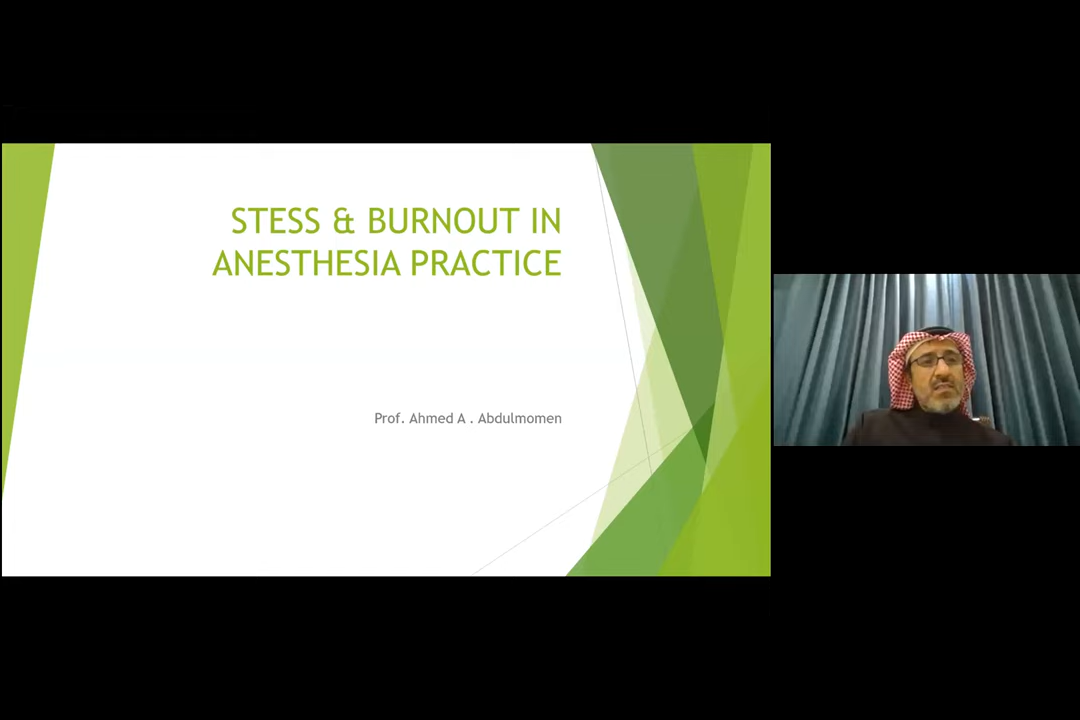 STESS & BURNOUT IN
ANESTHESIA PRACTICE
Prof. Ahmed A . Abdulmomen